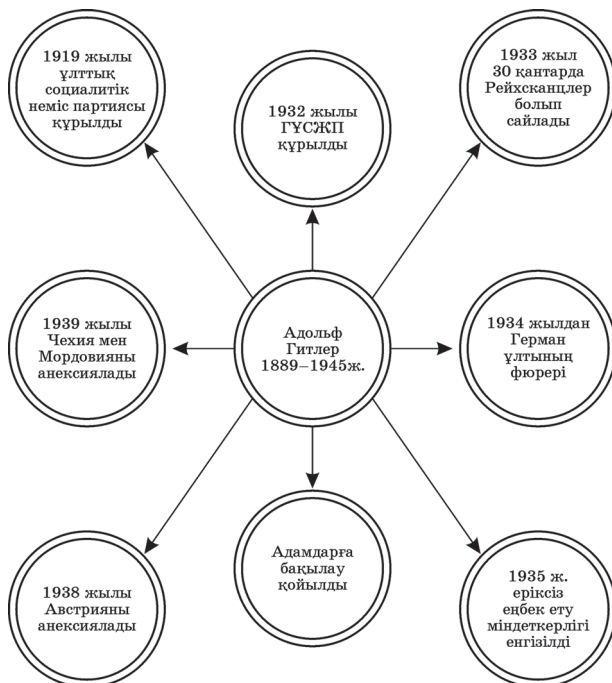 1919 жылы
ұлттық
социалитік
неміс партиясы
құрылды
1932 жылы
ГҰСЖП
құрылды
1933 жыл
30 қантарда
Рейхсканцлер
болып
сайлады
1939 жылы
Чехия мен
Мордовияны
анексиялады
Адольф
Гитлер
1889–1945ж.
1934 жылдан
Герман
ұлтының
фюрері
1938 жылы
Австрияны
анексиялады
Адамдарға
бақылау
қойылды
1935 ж.
еріксіз
еңбек ету
міндеткерлігі
енгізілді